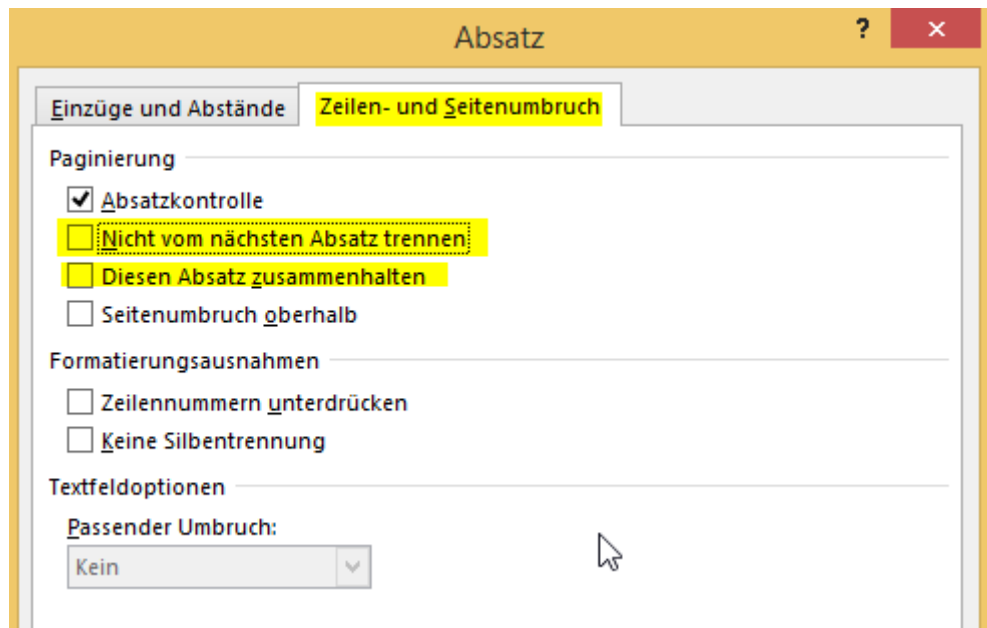 Absatz ? ×
Einzüge und Abstände Zeilen- und Seitenumbruch
Paginierung
Absatzkontrolle
Nicht vom nächsten Absatz trennen
Diesen Absatz zusammenhalten
Seitenumbruch oberhalb
Formatierungsausnahmen
Zeilennummern unterdrücken
Keine Silbentrennung
Textfeldoptionen
Passender Umbruch:
Kein